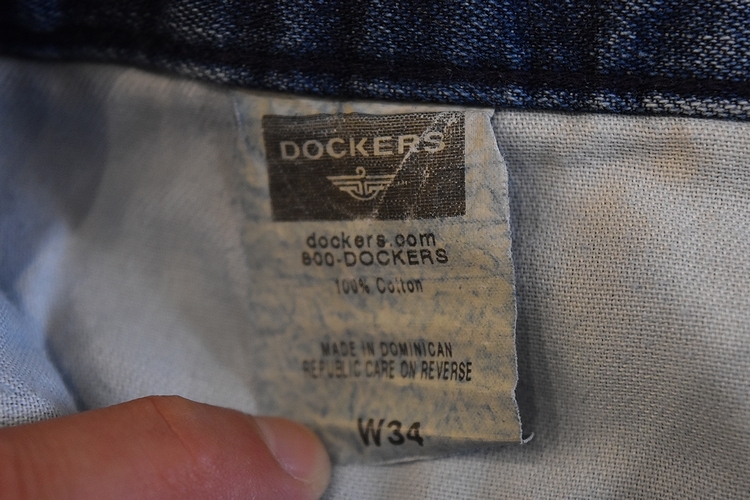 DOCKERS
dockers.com
800-DOCKERS
100% Cotton
MADE IN DOMINICAN
REPUBLIC CARE ON REVERSE
W34